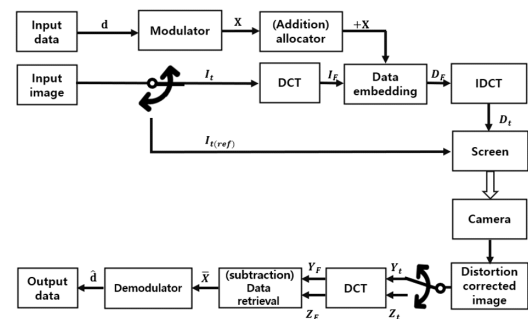 Input data
d
Modulator
X
(Addition) allocator
+X
Input image
I_t
DCT
I_F
Data embedding
D_F
IDCT
D_t
I_t(ref)
Screen
Camera
Output data
d̂
Demodulator
X̅
(subtraction) Data retrieval
Y_F
Z_F
DCT
Y_t
Z_t
Distortion corrected image